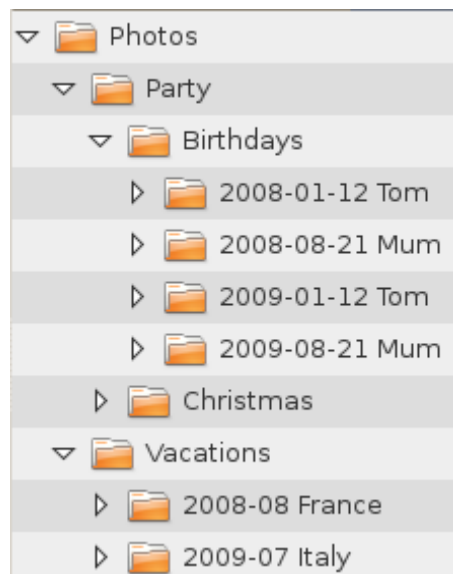 Photos
Party
Birthdays
2008-01-12 Tom
2008-08-21 Mum
2009-01-12 Tom
2009-08-21 Mum
Christmas
Vacations
2008-08 France
2009-07 Italy